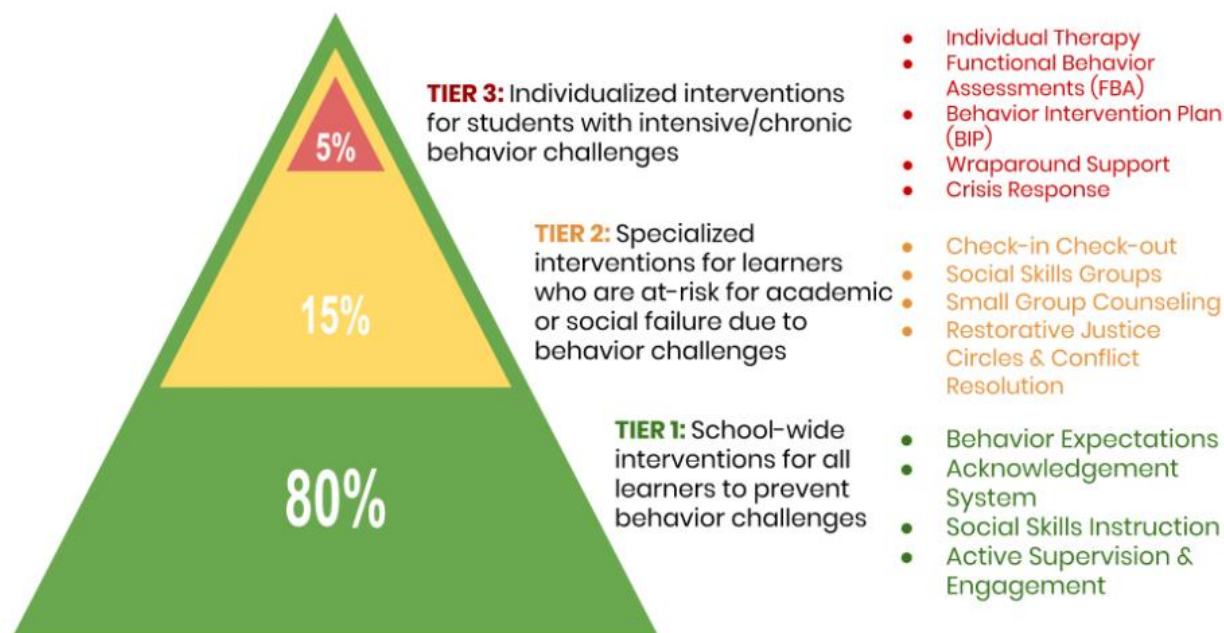 5%
TIER 3: Individualized interventions
for students with intensive/chronic
behavior challenges
● Individual Therapy
● Functional Behavior
Assessments (FBA)
● Behavior Intervention Plan
(BIP)
● Wraparound Support
● Crisis Response
15%
TIER 2: Specialized
interventions for learners
who are at-risk for academic
or social failure due to
behavior challenges
● Check-in Check-out
● Social Skills Groups
● Small Group Counseling
● Restorative Justice
Circles & Conflict
Resolution
80%
TIER 1: School-wide
interventions for all
learners to prevent
behavior challenges
● Behavior Expectations
● Acknowledgement
System
● Social Skills Instruction
● Active Supervision &
Engagement